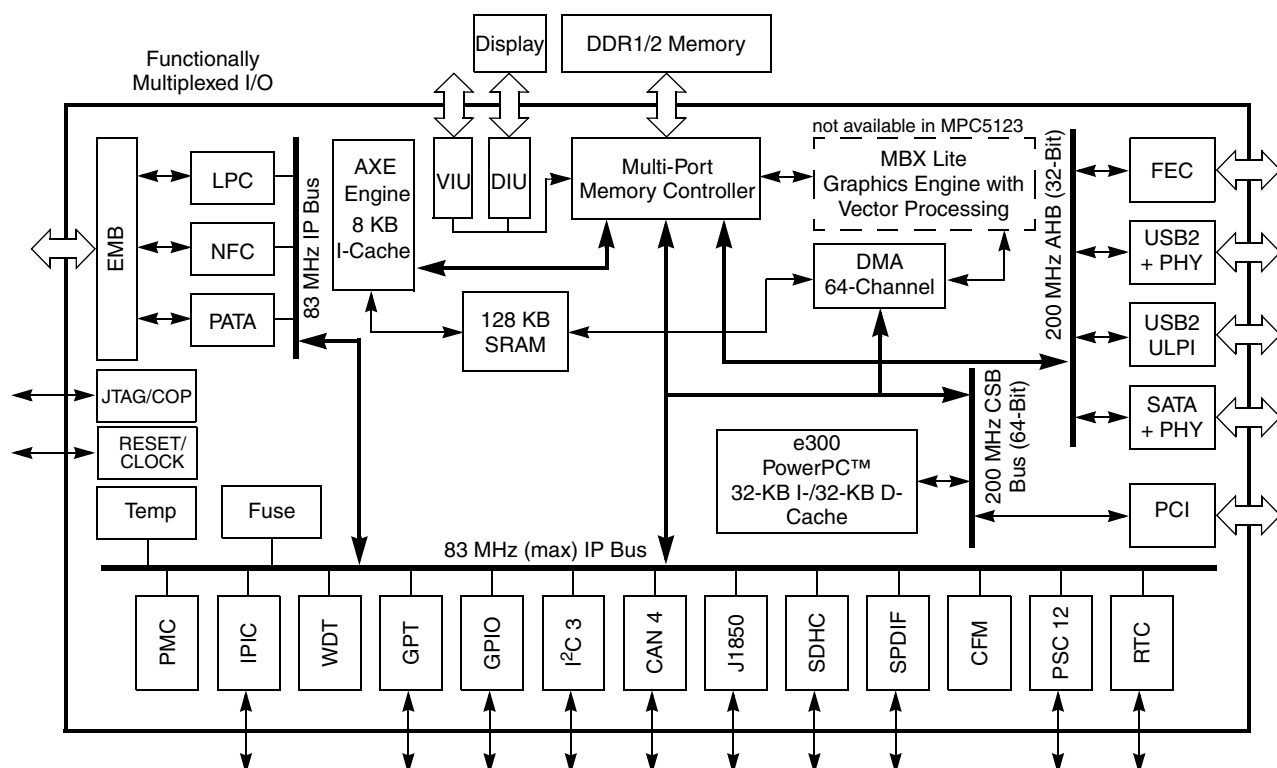 Functionally
Multiplexed I/O
Display
DDR1/2 Memory
EMB
LPC
NFC
PATA
83 MHz IP Bus
AXE
Engine
8 KB
I-Cache
VIU
DIU
Multi-Port
Memory Controller
not available in MPC5123
MBX Lite
Graphics Engine with
Vector Processing
200 MHz AHB (32-Bit)
FEC
USB2
+ PHY
USB2
ULPI
SATA
+ PHY
DMA
64-Channel
128 KB
SRAM
JTAG/COP
RESET/
CLOCK
Temp
Fuse
e300
PowerPC™
32-KB I-/32-KB D-
Cache
200 MHz CSB
Bus (64-Bit)
PCI
83 MHz (max) IP Bus
PMC
IPIC
WDT
GPT
GPIO
I²C 3
CAN 4
J1850
SDHC
SPDIF
CFM
PSC 12
RTC